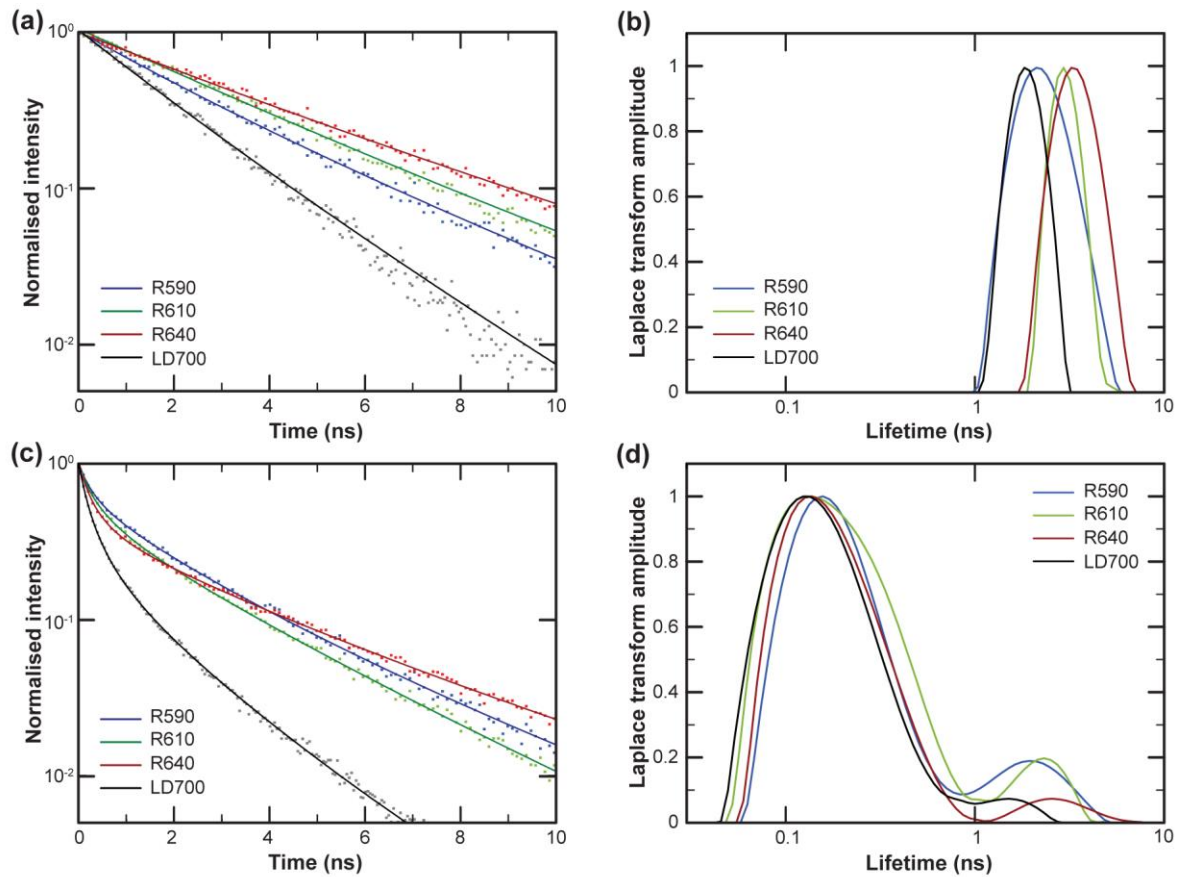 (a)
10^0
10^-1
10^-2
Normalised intensity
R590
R610
R640
LD700
0 2 4 6 8 10
Time (ns)
(b)
1
0.8
0.6
0.4
0.2
0
Laplace transform amplitude
R590
R610
R640
LD700
0.1 1 10
Lifetime (ns)
(c)
10^0
10^-1
10^-2
Normalised intensity
R590
R610
R640
LD700
0 2 4 6 8 10
Time (ns)
(d)
1
0.8
0.6
0.4
0.2
0
Laplace transform amplitude
R590
R610
R640
LD700
0.1 1 10
Lifetime (ns)